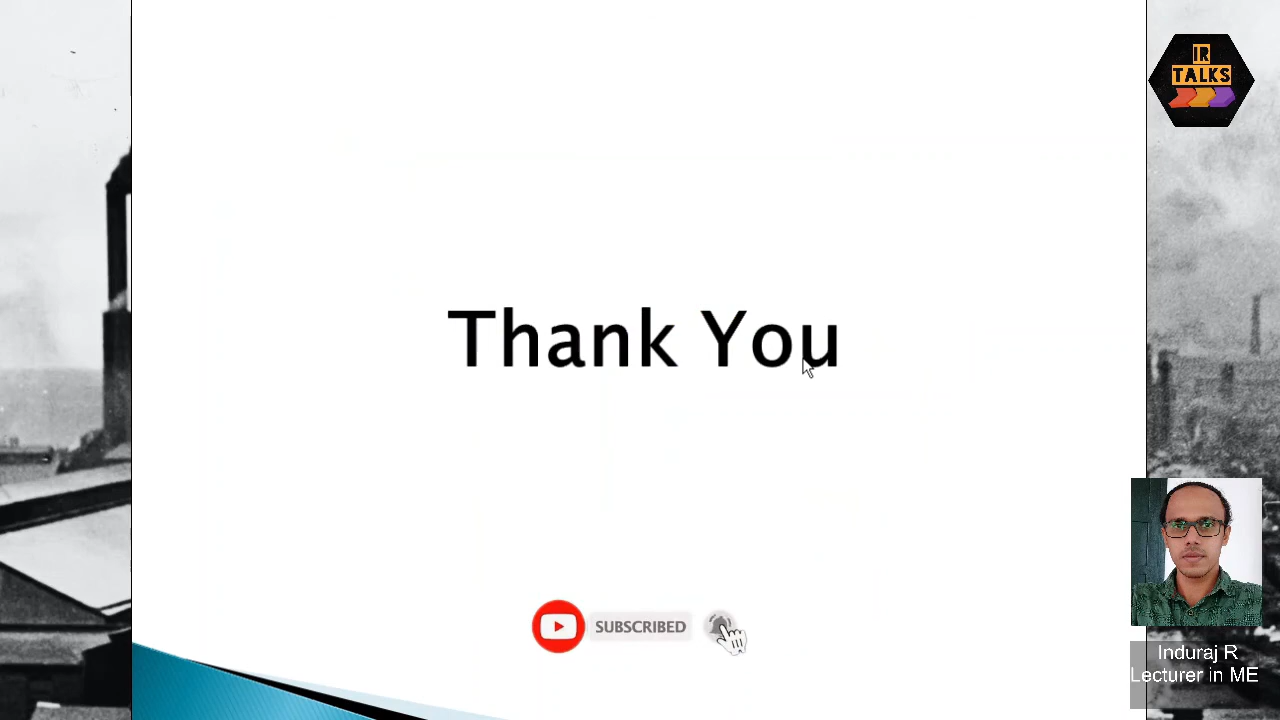 IR
TALKS
Thank You
SUBSCRIBED
Induraj R
Lecturer in ME